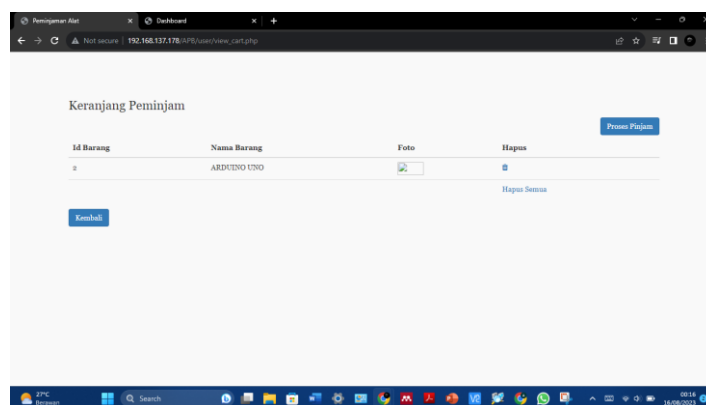 Peminjaman Alat
Dashboard
Not secure
192.168.137.178/APB/user/view_cart.php
Keranjang Peminjam
Proses Pinjam
Id Barang Nama Barang Foto Hapus
2 ARDUINO UNO
Hapus Semua
Kembali
27°C
Berawan
Search
00:16
16/08/2023